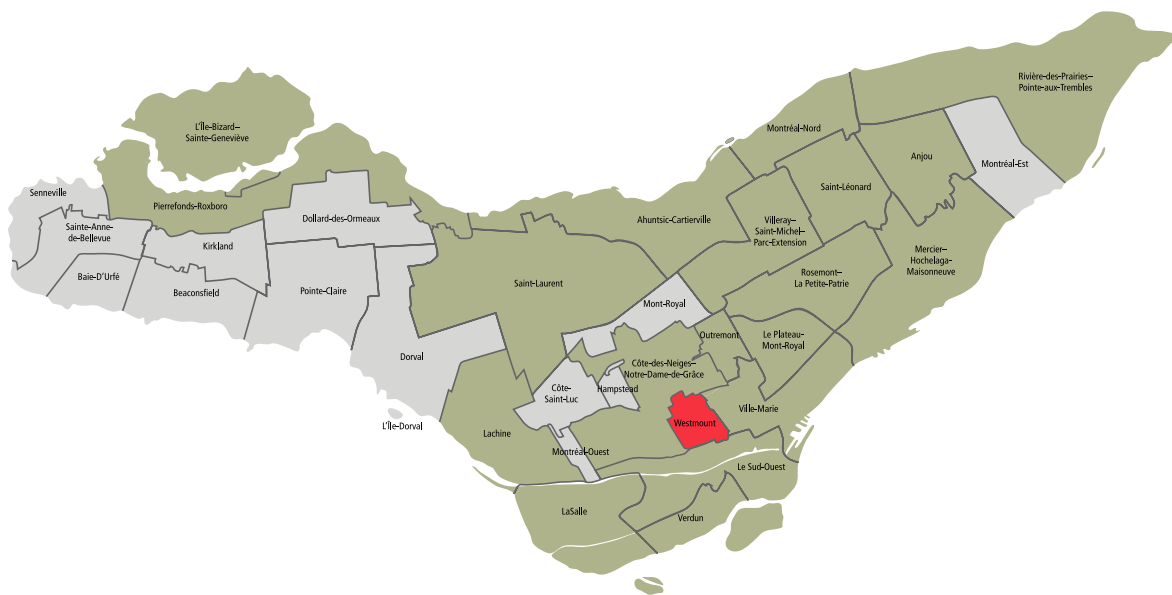 Rivière-des-Prairies–
Pointe-aux-Trembles
L'Île-Bizard–
Sainte-Geneviève
Montréal-Nord
Anjou
Montréal-Est
Senneville
Saint-Léonard
Pierrefonds-Roxboro
Dollard-des-Ormeaux
Ahuntsic-Cartierville
Villeray-
Saint-Michel-
Parc-Extension
Sainte-Anne-
de-Bellevue
Kirkland
Mercier-
Hochelaga-
Maisonneuve
Baie-D'Urfé
Beaconsfield
Pointe-Claire
Saint-Laurent
Rosemont–
La Petite-Patrie
Mont-Royal
Outremont
Le Plateau-
Mont-Royal
Dorval
Côte-des-Neiges–
Notre-Dame-de-Grâce
Côte-
Saint-Luc
Hampstead
Ville-Marie
L'Île-Dorval
Westmount
Lachine
Montréal-Ouest
Le Sud-Ouest
LaSalle
Verdun